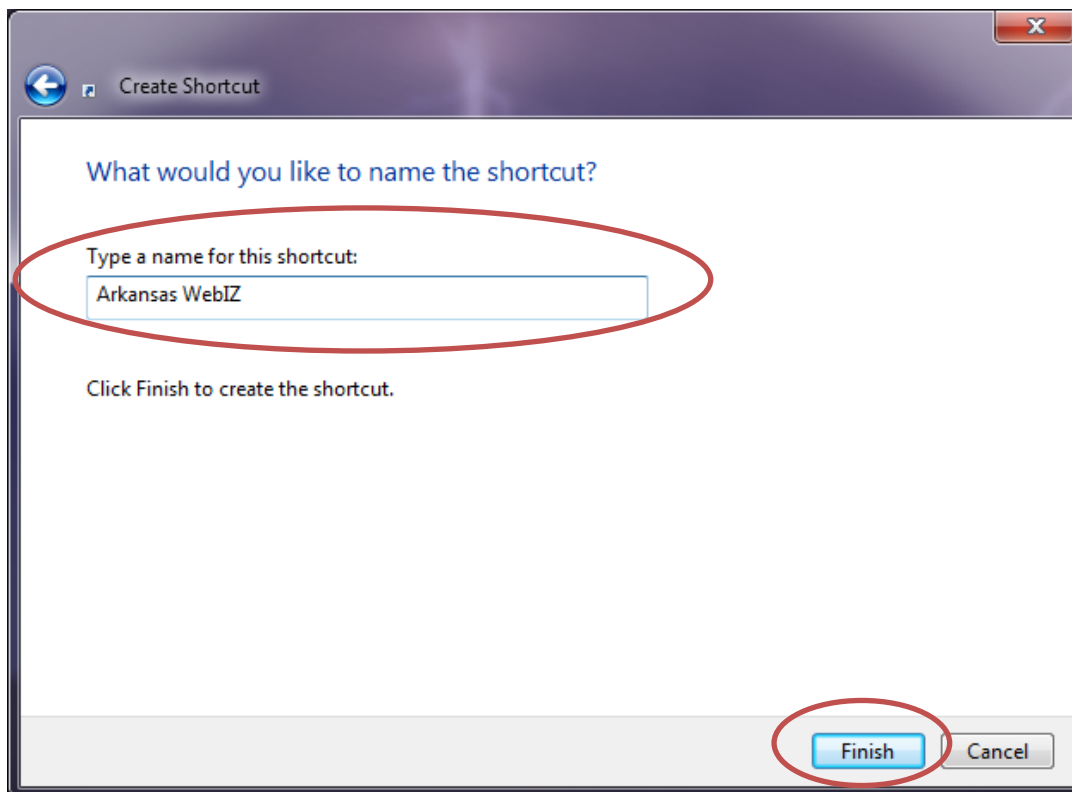 Create Shortcut
What would you like to name the shortcut?
Type a name for this shortcut:
Arkansas WebIZ
Click Finish to create the shortcut.
Finish
Cancel